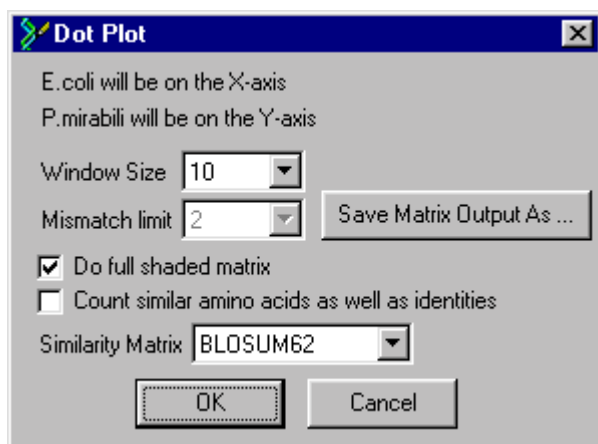 Dot Plot
E.coli will be on the X-axis
P.mirabili will be on the Y-axis
Window Size 10
Mismatch limit 2 Save Matrix Output As ...
Do full shaded matrix
Count similar amino acids as well as identities
Similarity Matrix BLOSUM62
OK Cancel